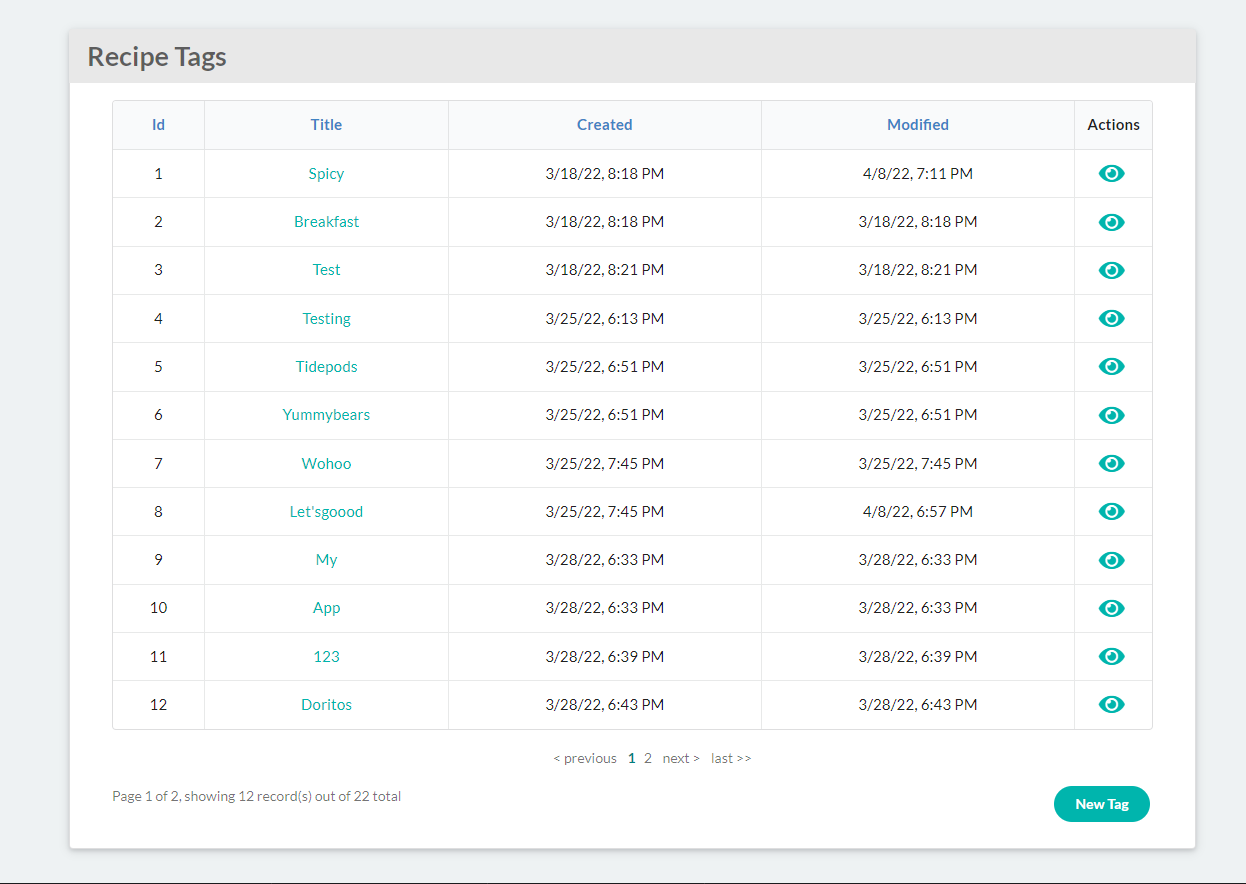 Recipe Tags
Id Title Created Modified Actions
1 Spicy 3/18/22, 8:18 PM 4/8/22, 7:11 PM
2 Breakfast 3/18/22, 8:18 PM 3/18/22, 8:18 PM
3 Test 3/18/22, 8:21 PM 3/18/22, 8:21 PM
4 Testing 3/25/22, 6:13 PM 3/25/22, 6:13 PM
5 Tidepods 3/25/22, 6:51 PM 3/25/22, 6:51 PM
6 Yummybears 3/25/22, 6:51 PM 3/25/22, 6:51 PM
7 Wohoo 3/25/22, 7:45 PM 3/25/22, 7:45 PM
8 Let'sgoood 3/25/22, 7:45 PM 4/8/22, 6:57 PM
9 My 3/28/22, 6:33 PM 3/28/22, 6:33 PM
10 App 3/28/22, 6:33 PM 3/28/22, 6:33 PM
11 123 3/28/22, 6:39 PM 3/28/22, 6:39 PM
12 Doritos 3/28/22, 6:43 PM 3/28/22, 6:43 PM
< previous 1 2 next > last >>
Page 1 of 2, showing 12 record(s) out of 22 total
New Tag